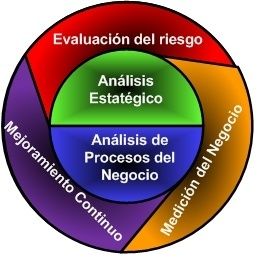 Evaluación del riesgo
Análisis
Estatégico
Análisis de
Procesos del
Negocio
Mejoramiento Continuo
Medición del Negocio